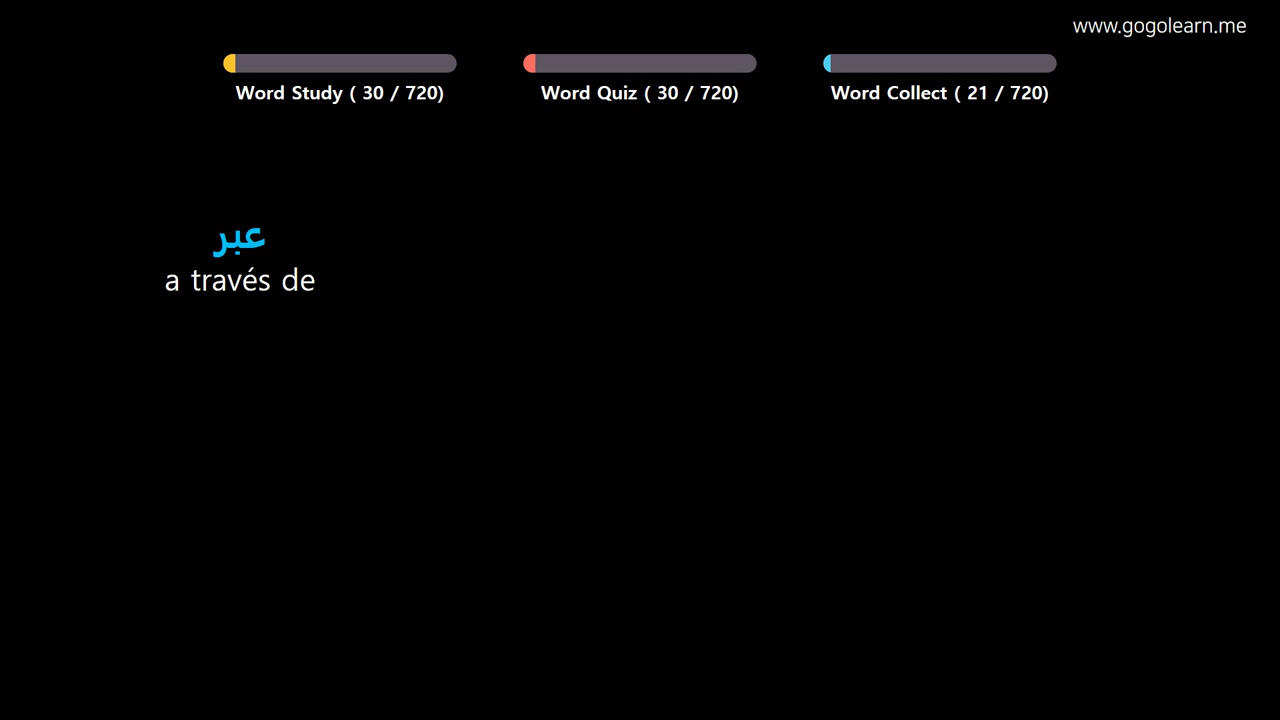 www.gogolearn.me
Word Study ( 30 / 720)
Word Quiz ( 30 / 720)
Word Collect ( 21 / 720)
عبر
a través de